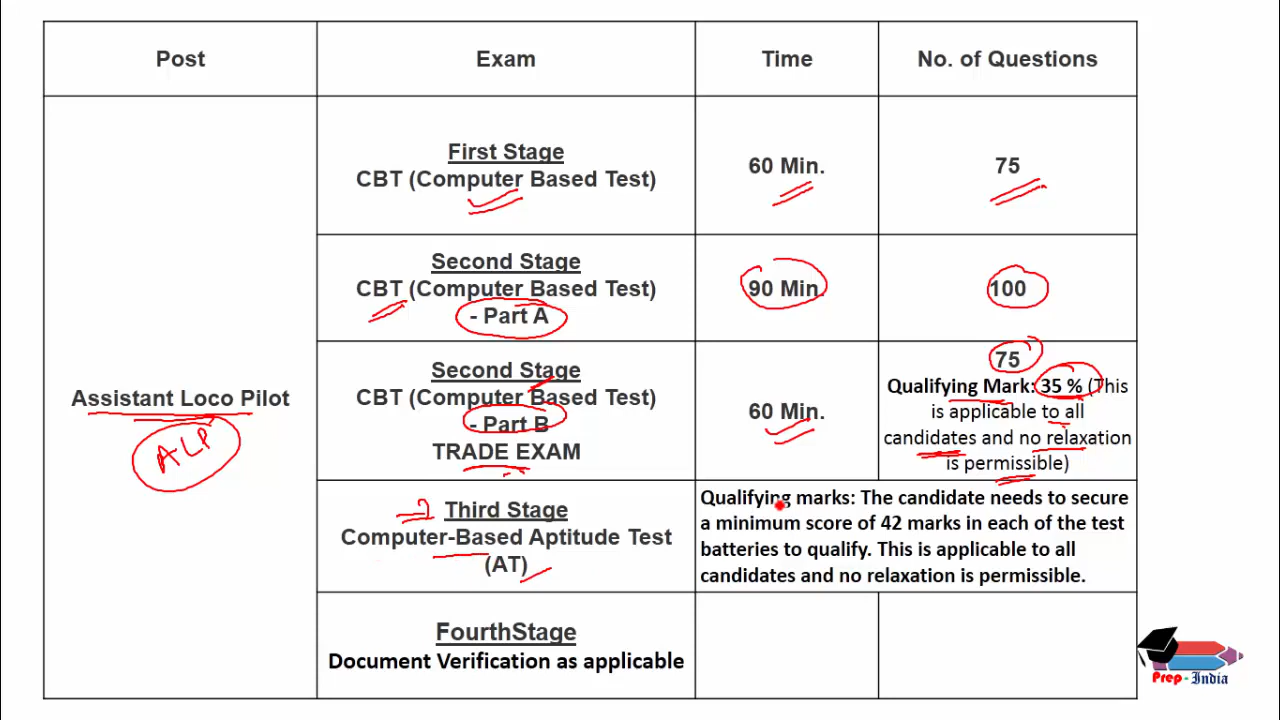 Post
Exam
Time
No. of Questions
Assistant Loco Pilot
ALP
First Stage
CBT (Computer Based Test)
60 Min.
75
Second Stage
CBT (Computer Based Test)
- Part A
90 Min.
100
Second Stage
CBT (Computer Based Test)
- Part B
TRADE EXAM
60 Min.
75
Qualifying Mark: 35 % (This
is applicable to all
candidates and no relaxation
is permissible)
Third Stage
Computer-Based Aptitude Test
(AT)
Qualifying marks: The candidate needs to secure
a minimum score of 42 marks in each of the test
batteries to qualify. This is applicable to all
candidates and no relaxation is permissible.
FourthStage
Document Verification as applicable
Prep - India